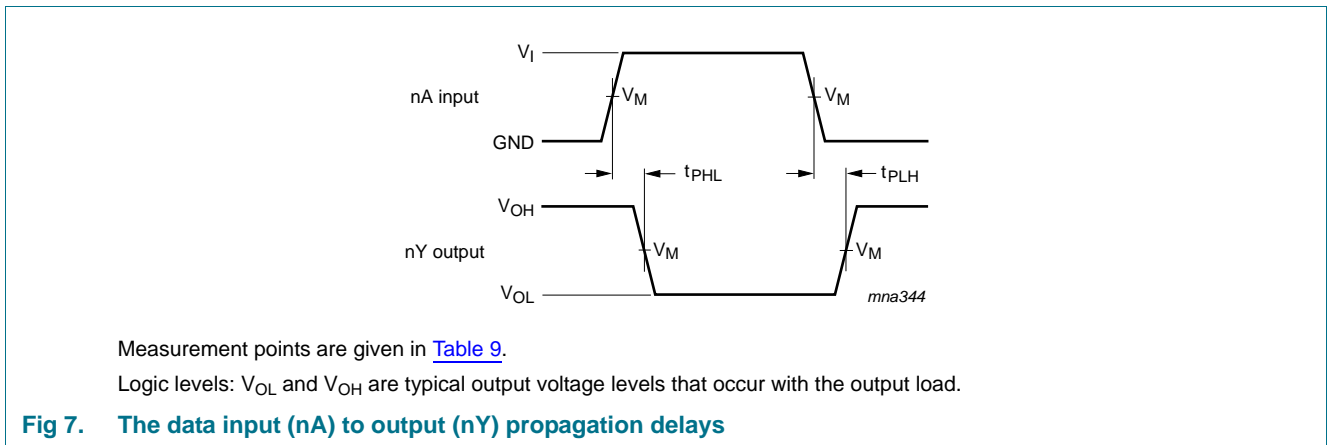 VI
nA input
VM
VM
GND
tPHL
tPLH
VOH
nY output
VM
VM
VOL
mna344
Measurement points are given in Table 9.
Logic levels: VOL and VOH are typical output voltage levels that occur with the output load.
Fig 7. The data input (nA) to output (nY) propagation delays